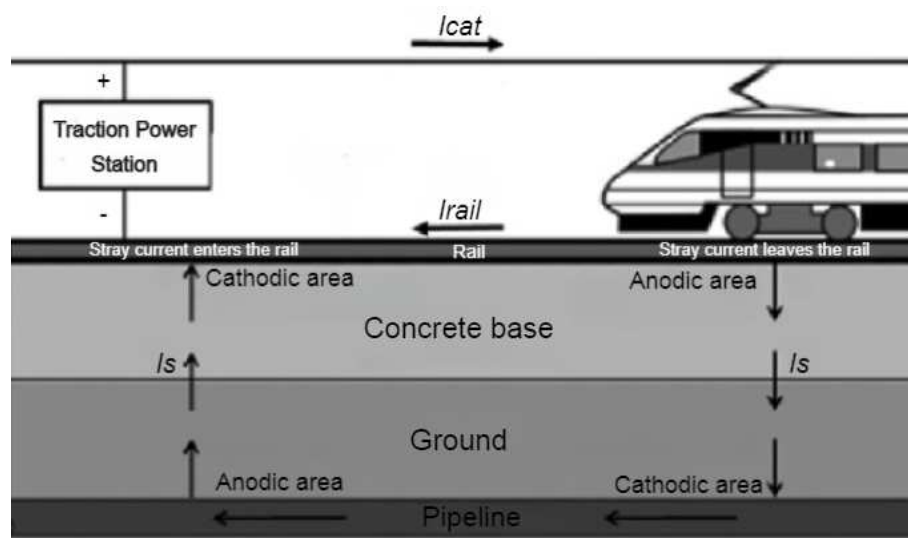 Icat
+
Traction Power
Station
-
Irail
Stray current enters the rail
Rail
Stray current leaves the rail
Cathodic area
Anodic area
Concrete base
Is
Is
Ground
Anodic area
Cathodic area
Pipeline